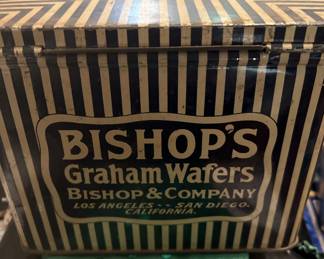 BISHOP'S
Graham Wafers
BISHOP & COMPANY
LOS ANGELES - - SAN DIEGO.
CALIFORNIA.